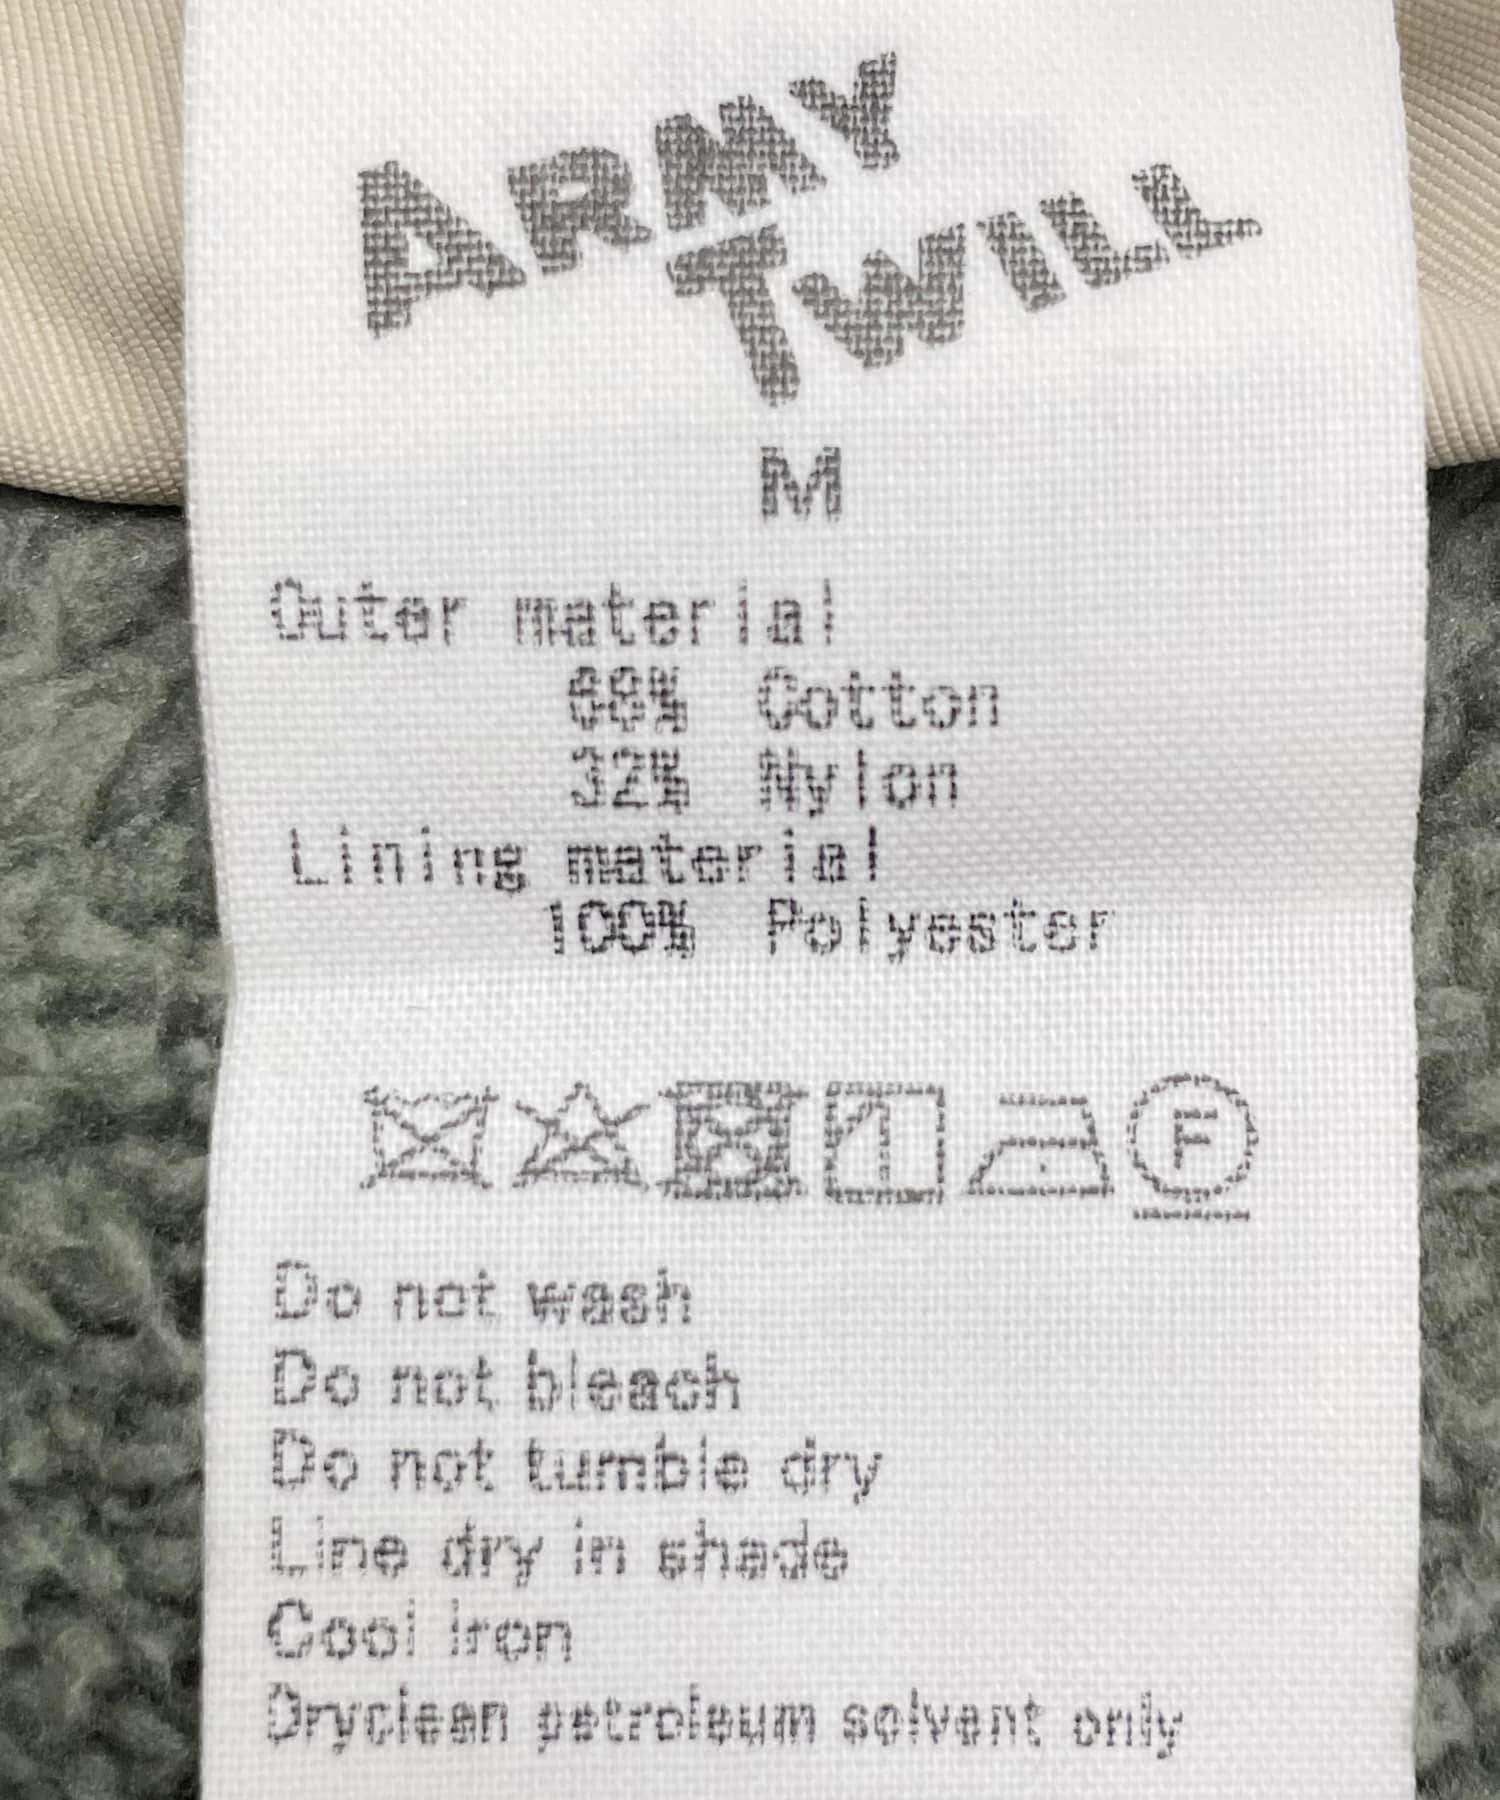 ARMY
TWILL
M
Outer material
68% Cotton
32% Nylon
Lining material
100% Polyester
F
Do not wash
Do not bleach
Do not tumble dry
Line dry in shade
Cool iron
Dryclean petroleum solvent only